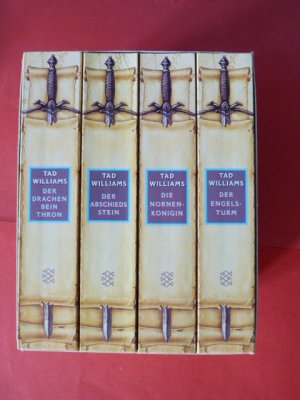 TAD
WILLIAMS
DER
DRACHEN
BEIN
THRON
TAD
WILLIAMS
DER
ABSCHIEDS
STEIN
TAD
WILLIAMS
DIE
NORNEN-
KÖNIGIN
TAD
WILLIAMS
DER
ENGELS-
TURM